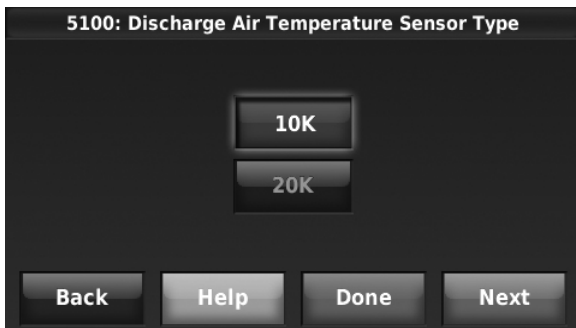 5100: Discharge Air Temperature Sensor Type
10K
20K
Back Help Done Next